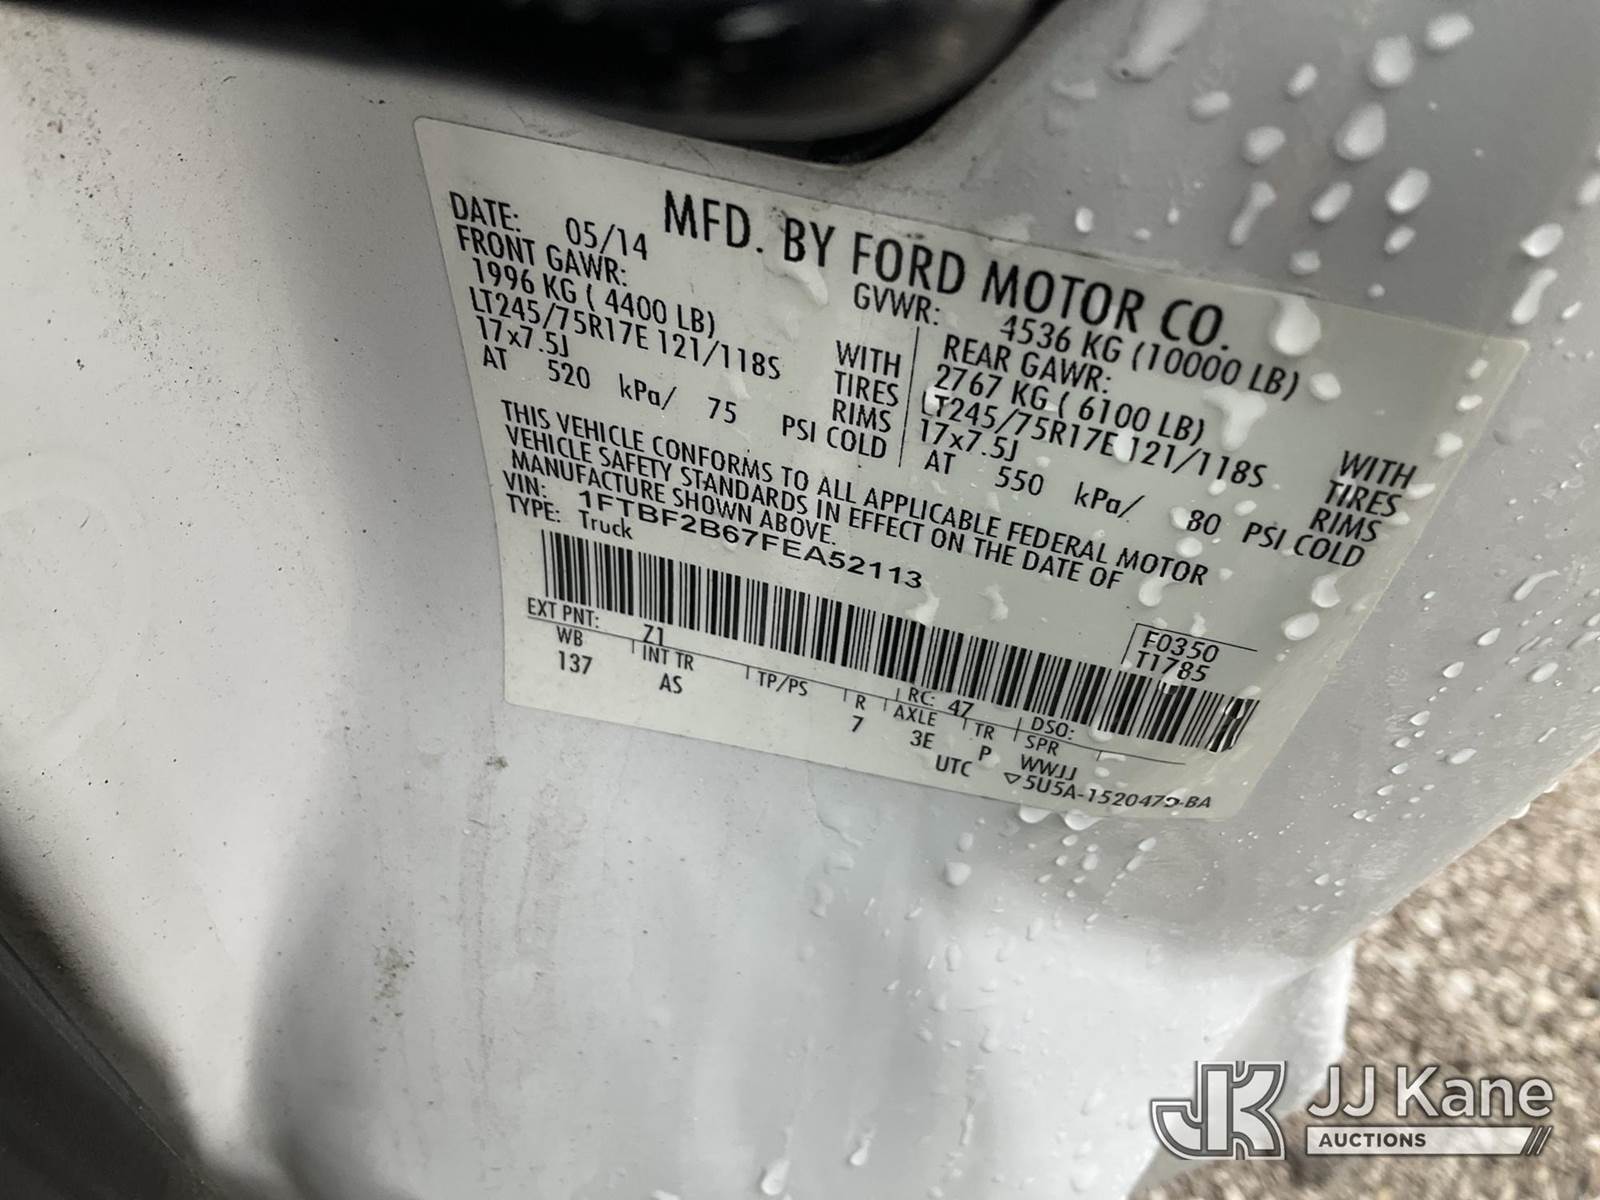 MFD. BY FORD MOTOR CO.
DATE: 05/14 GVWR: 4536 KG (10000 LB)
FRONT GAWR: REAR GAWR:
1996 KG ( 4400 LB) WITH 2767 KG ( 6100 LB) WITH
LT245/75R17E 121/118S TIRES LT245/75R17E 121/118S TIRES
17x7.5J RIMS 17x7.5J RIMS
AT 520 kPa/ 75 PSI COLD AT 550 kPa/ 80 PSI COLD
THIS VEHICLE CONFORMS TO ALL APPLICABLE FEDERAL MOTOR
VEHICLE SAFETY STANDARDS IN EFFECT ON THE DATE OF
MANUFACTURE SHOWN ABOVE.
VIN: 1FTBF2B67FEA52113
TYPE: Truck
F0350
T1785
EXT PNT: Z1 RC: 47 DSO:
WB INT TR TP/PS R AXLE TR SPR
137 AS 7 3E P WWJJ
UTC
JK JJ Kane
AUCTIONS